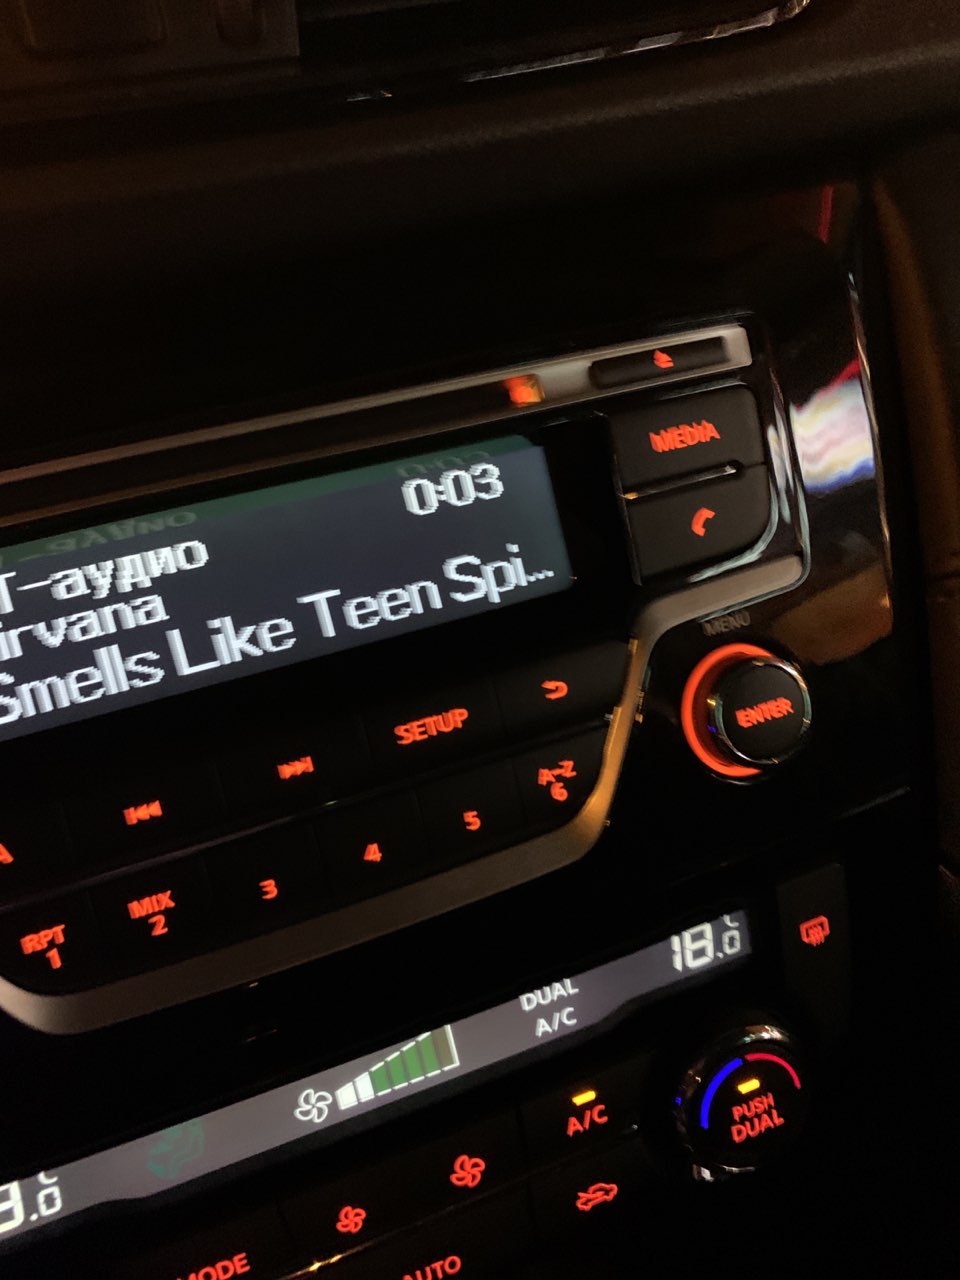 0:03
Т-аудио
irvana
Smells Like Teen Spi...
MEDIA
MENU
ENTER
SETUP
A
A-Z
6
5
4
3
MIX
2
RPT
1
18.0
°C
DUAL
A/C
.0
A/C
PUSH
DUAL
MODE
AUTO